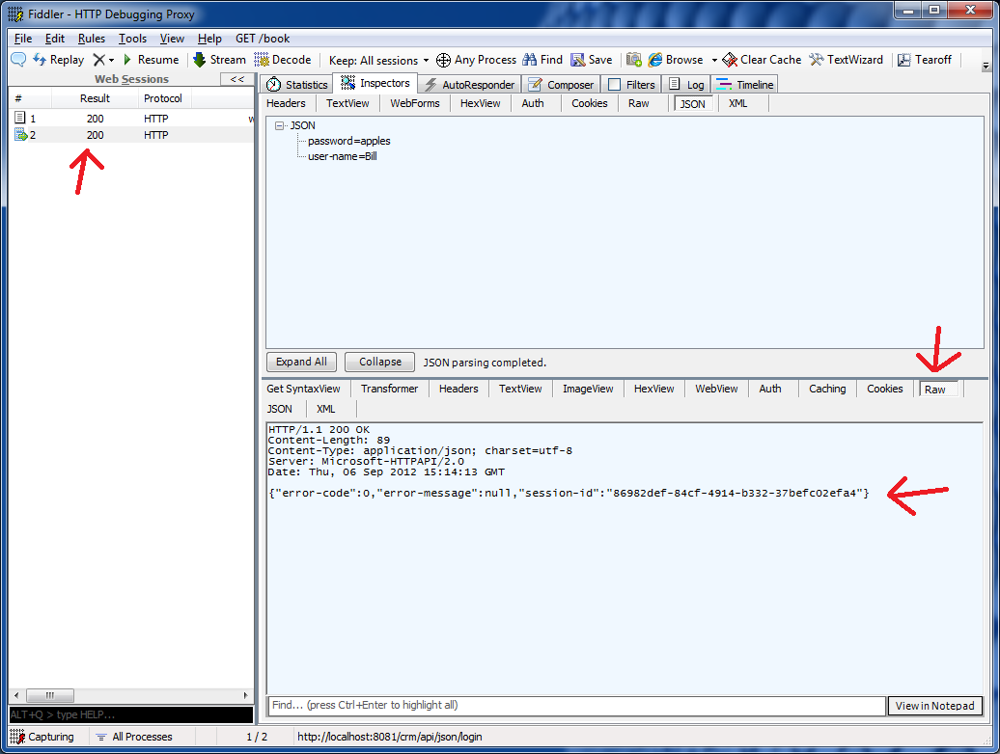 Fiddler - HTTP Debugging Proxy
File Edit Rules Tools View Help GET /book
Replay Resume Stream Decode Keep: All sessions Any Process Find Save Browse Clear Cache TextWizard Tearoff
Web Sessions <<
# Result Protocol
1 200 HTTP w
2 200 HTTP
Statistics Inspectors AutoResponder Composer Filters Log Timeline
Headers TextView WebForms HexView Auth Cookies Raw JSON XML
JSON
password=apples
user-name=Bill
Expand All Collapse JSON parsing completed.
Get SyntaxView Transformer Headers TextView ImageView HexView WebView Auth Caching Cookies Raw
JSON XML
HTTP/1.1 200 OK
Content-Length: 89
Content-Type: application/json; charset=utf-8
Server: Microsoft-HTTPAPI/2.0
Date: Thu, 06 Sep 2012 15:14:13 GMT
{"error-code":0,"error-message":null,"session-id":"86982def-84cf-4914-b332-37befc02efa4"}
Find... (press Ctrl+Enter to highlight all) View in Notepad
ALT+Q > type HELP...
Capturing All Processes 1 / 2 http://localhost:8081/crm/api/json/login